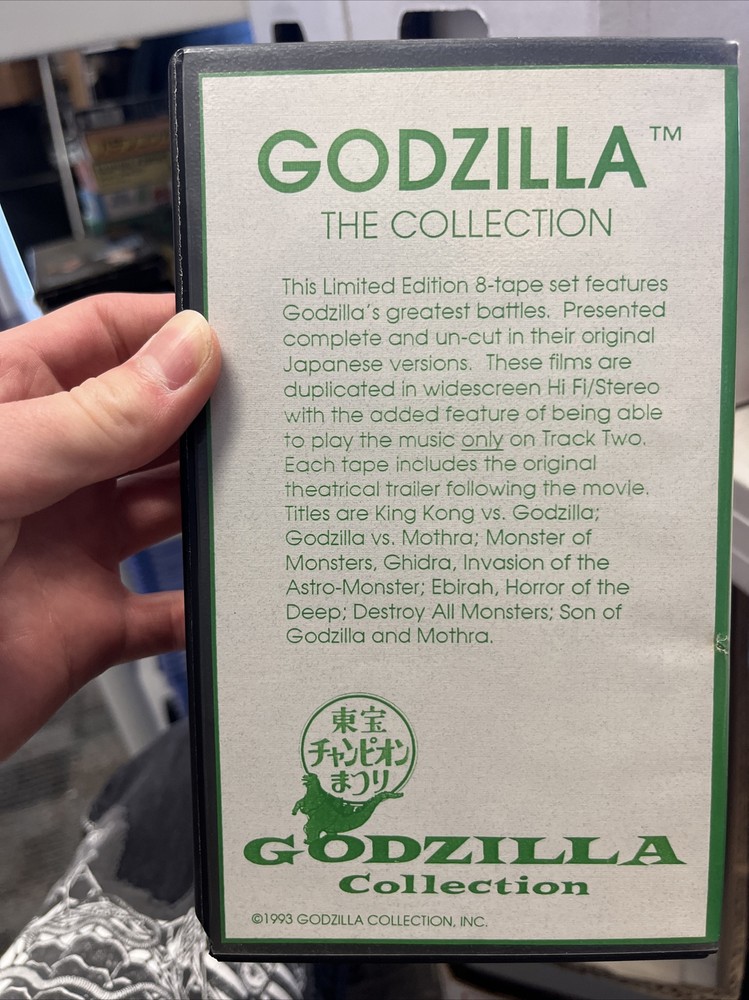 GODZILLA™
THE COLLECTION
This Limited Edition 8-tape set features
Godzilla's greatest battles. Presented
complete and un-cut in their original
Japanese versions. These films are
duplicated in widescreen Hi Fi/Stereo
with the added feature of being able
to play the music only on Track Two.
Each tape includes the original
theatrical trailer following the movie.
Titles are King Kong vs. Godzilla;
Godzilla vs. Mothra; Monster of
Monsters, Ghidra, Invasion of the
Astro-Monster; Ebirah, Horror of the
Deep; Destroy All Monsters; Son of
Godzilla and Mothra.
東宝
チャンピオン
まつり
GODZILLA
Collection
©1993 GODZILLA COLLECTION, INC.